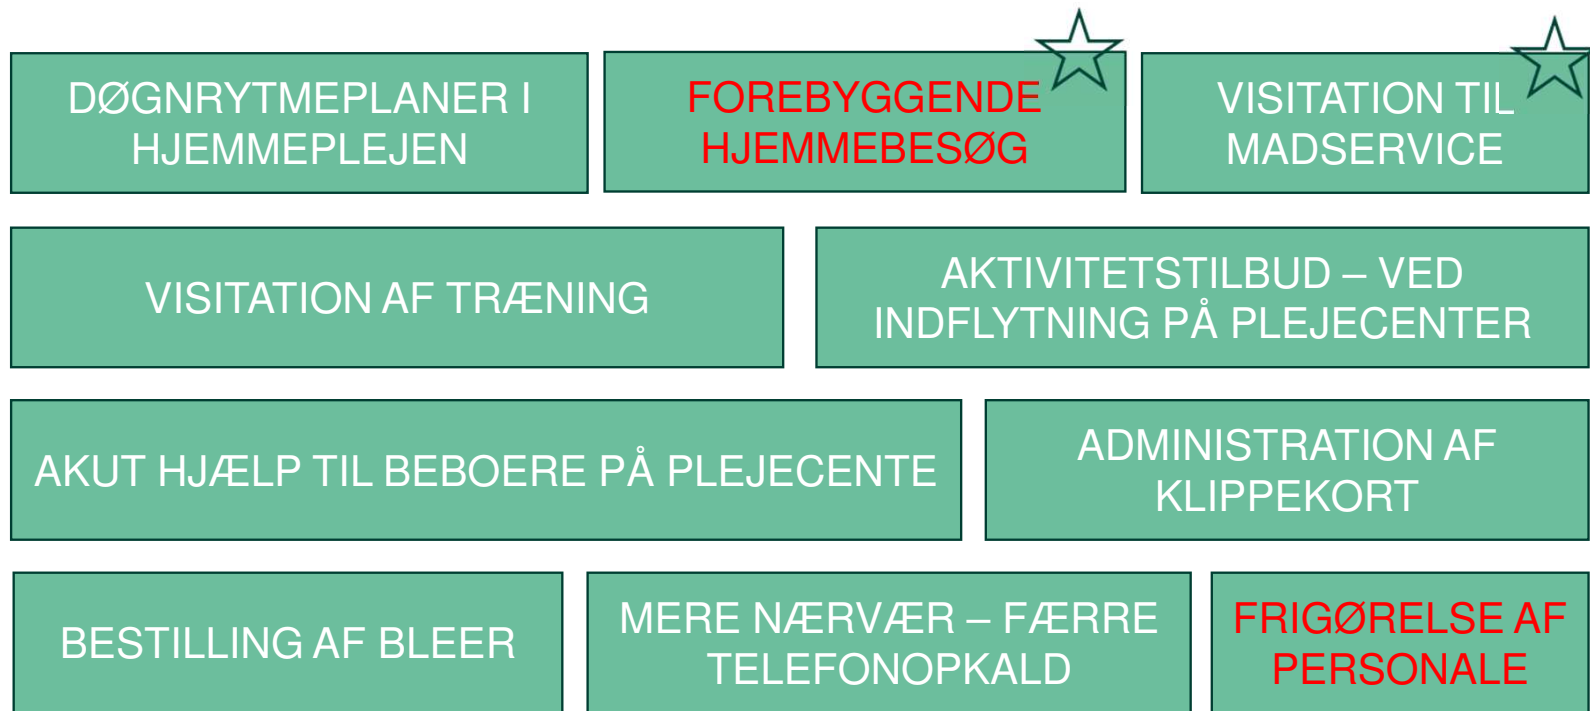 DØGNRYTMEPLANER I
HJEMMEPLEJEN
FOREBYGGENDE
HJEMMEBESØG
VISITATION TIL
MADSERVICE
VISITATION AF TRÆNING
AKTIVITETSTILBUD – VED
INDFLYTNING PÅ PLEJECENTER
AKUT HJÆLP TIL BEBOERE PÅ PLEJECENTE
ADMINISTRATION AF
KLIPPEKORT
BESTILLING AF BLEER
MERE NÆRVÆR – FÆRRE
TELEFONOPKALD
FRIGØRELSE AF
PERSONALE